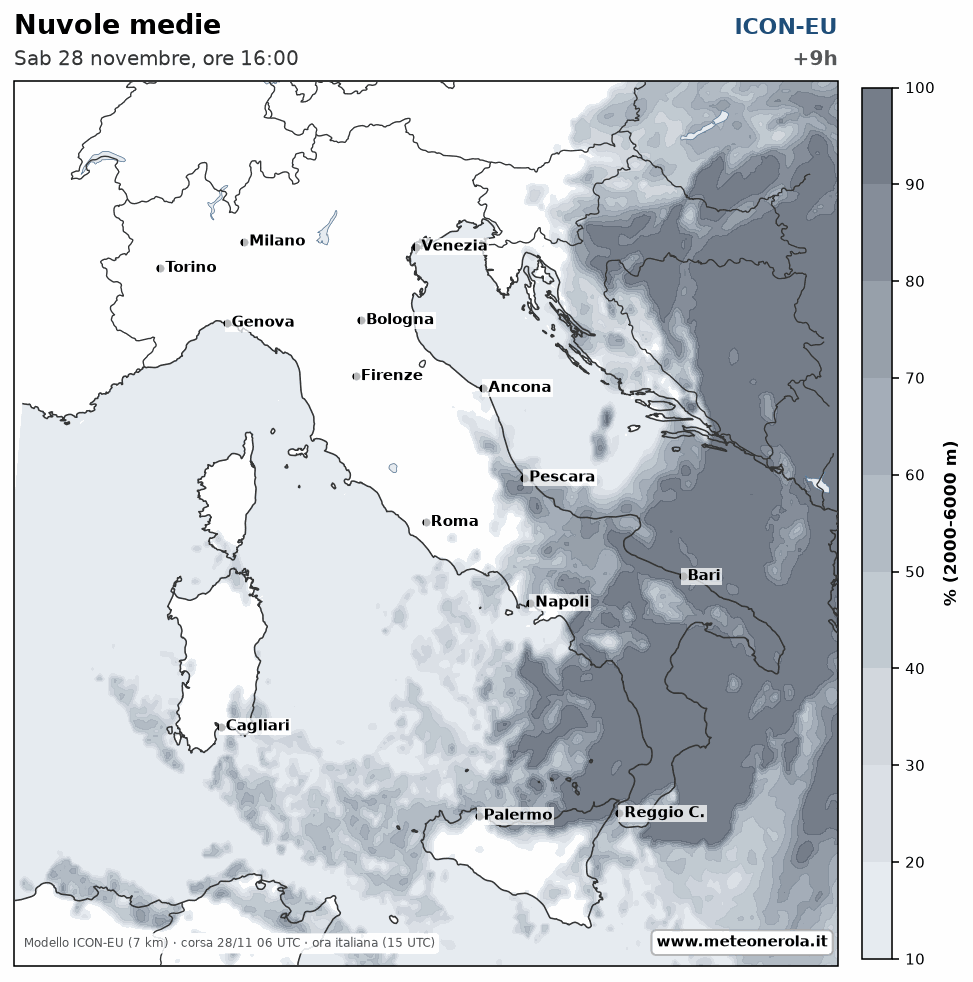 Nuvole medie
ICON-EU
Sab 28 novembre, ore 16:00
+9h
100
90
80
70
60
50
40
30
20
10
% (2000-6000 m)
Milano
Venezia
Torino
Genova
Bologna
Firenze
Ancona
Pescara
Roma
Bari
Napoli
Cagliari
Palermo
Reggio C.
Modello ICON-EU (7 km) · corsa 28/11 06 UTC · ora italiana (15 UTC)
www.meteonerola.it